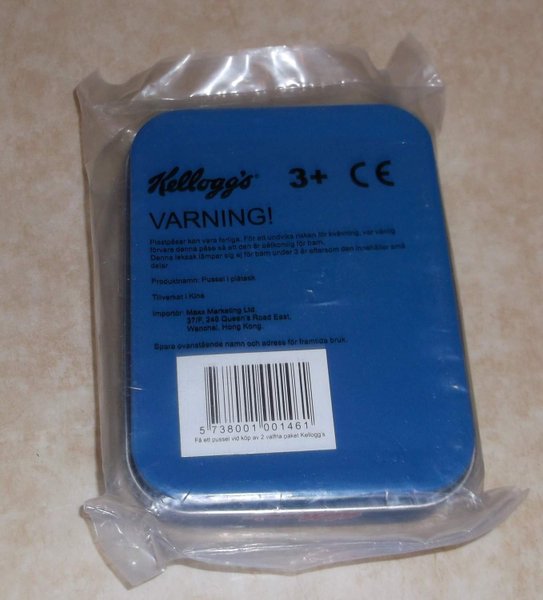 Kellogg's® 3+ CE
VARNING!
Plastpåsar kan vara farliga. För att undvika risken för kvävning, var vänlig
förvara denna påse så att den är oåtkomlig för barn.
Denna leksak lämpar sig ej för barn under 3 år eftersom den innehåller små
delar.
Produktnamn: Pussel i plåtask
Tillverkat i Kina
Importör: Maxx Marketing Ltd.
37/F, 248 Queen's Road East,
Wanchai, Hong Kong.
Spara ovanstående namn och adress för framtida bruk.
5 738001 001461
Få ett pussel vid köp av 2 valfria paket Kellogg's